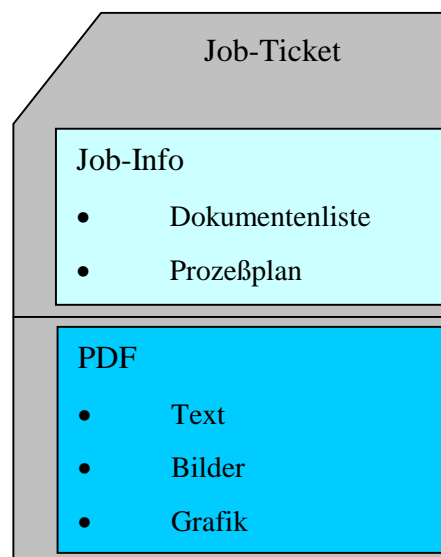 Job-Ticket
Job-Info
• Dokumentenliste
• Prozeßplan
PDF
• Text
• Bilder
• Grafik